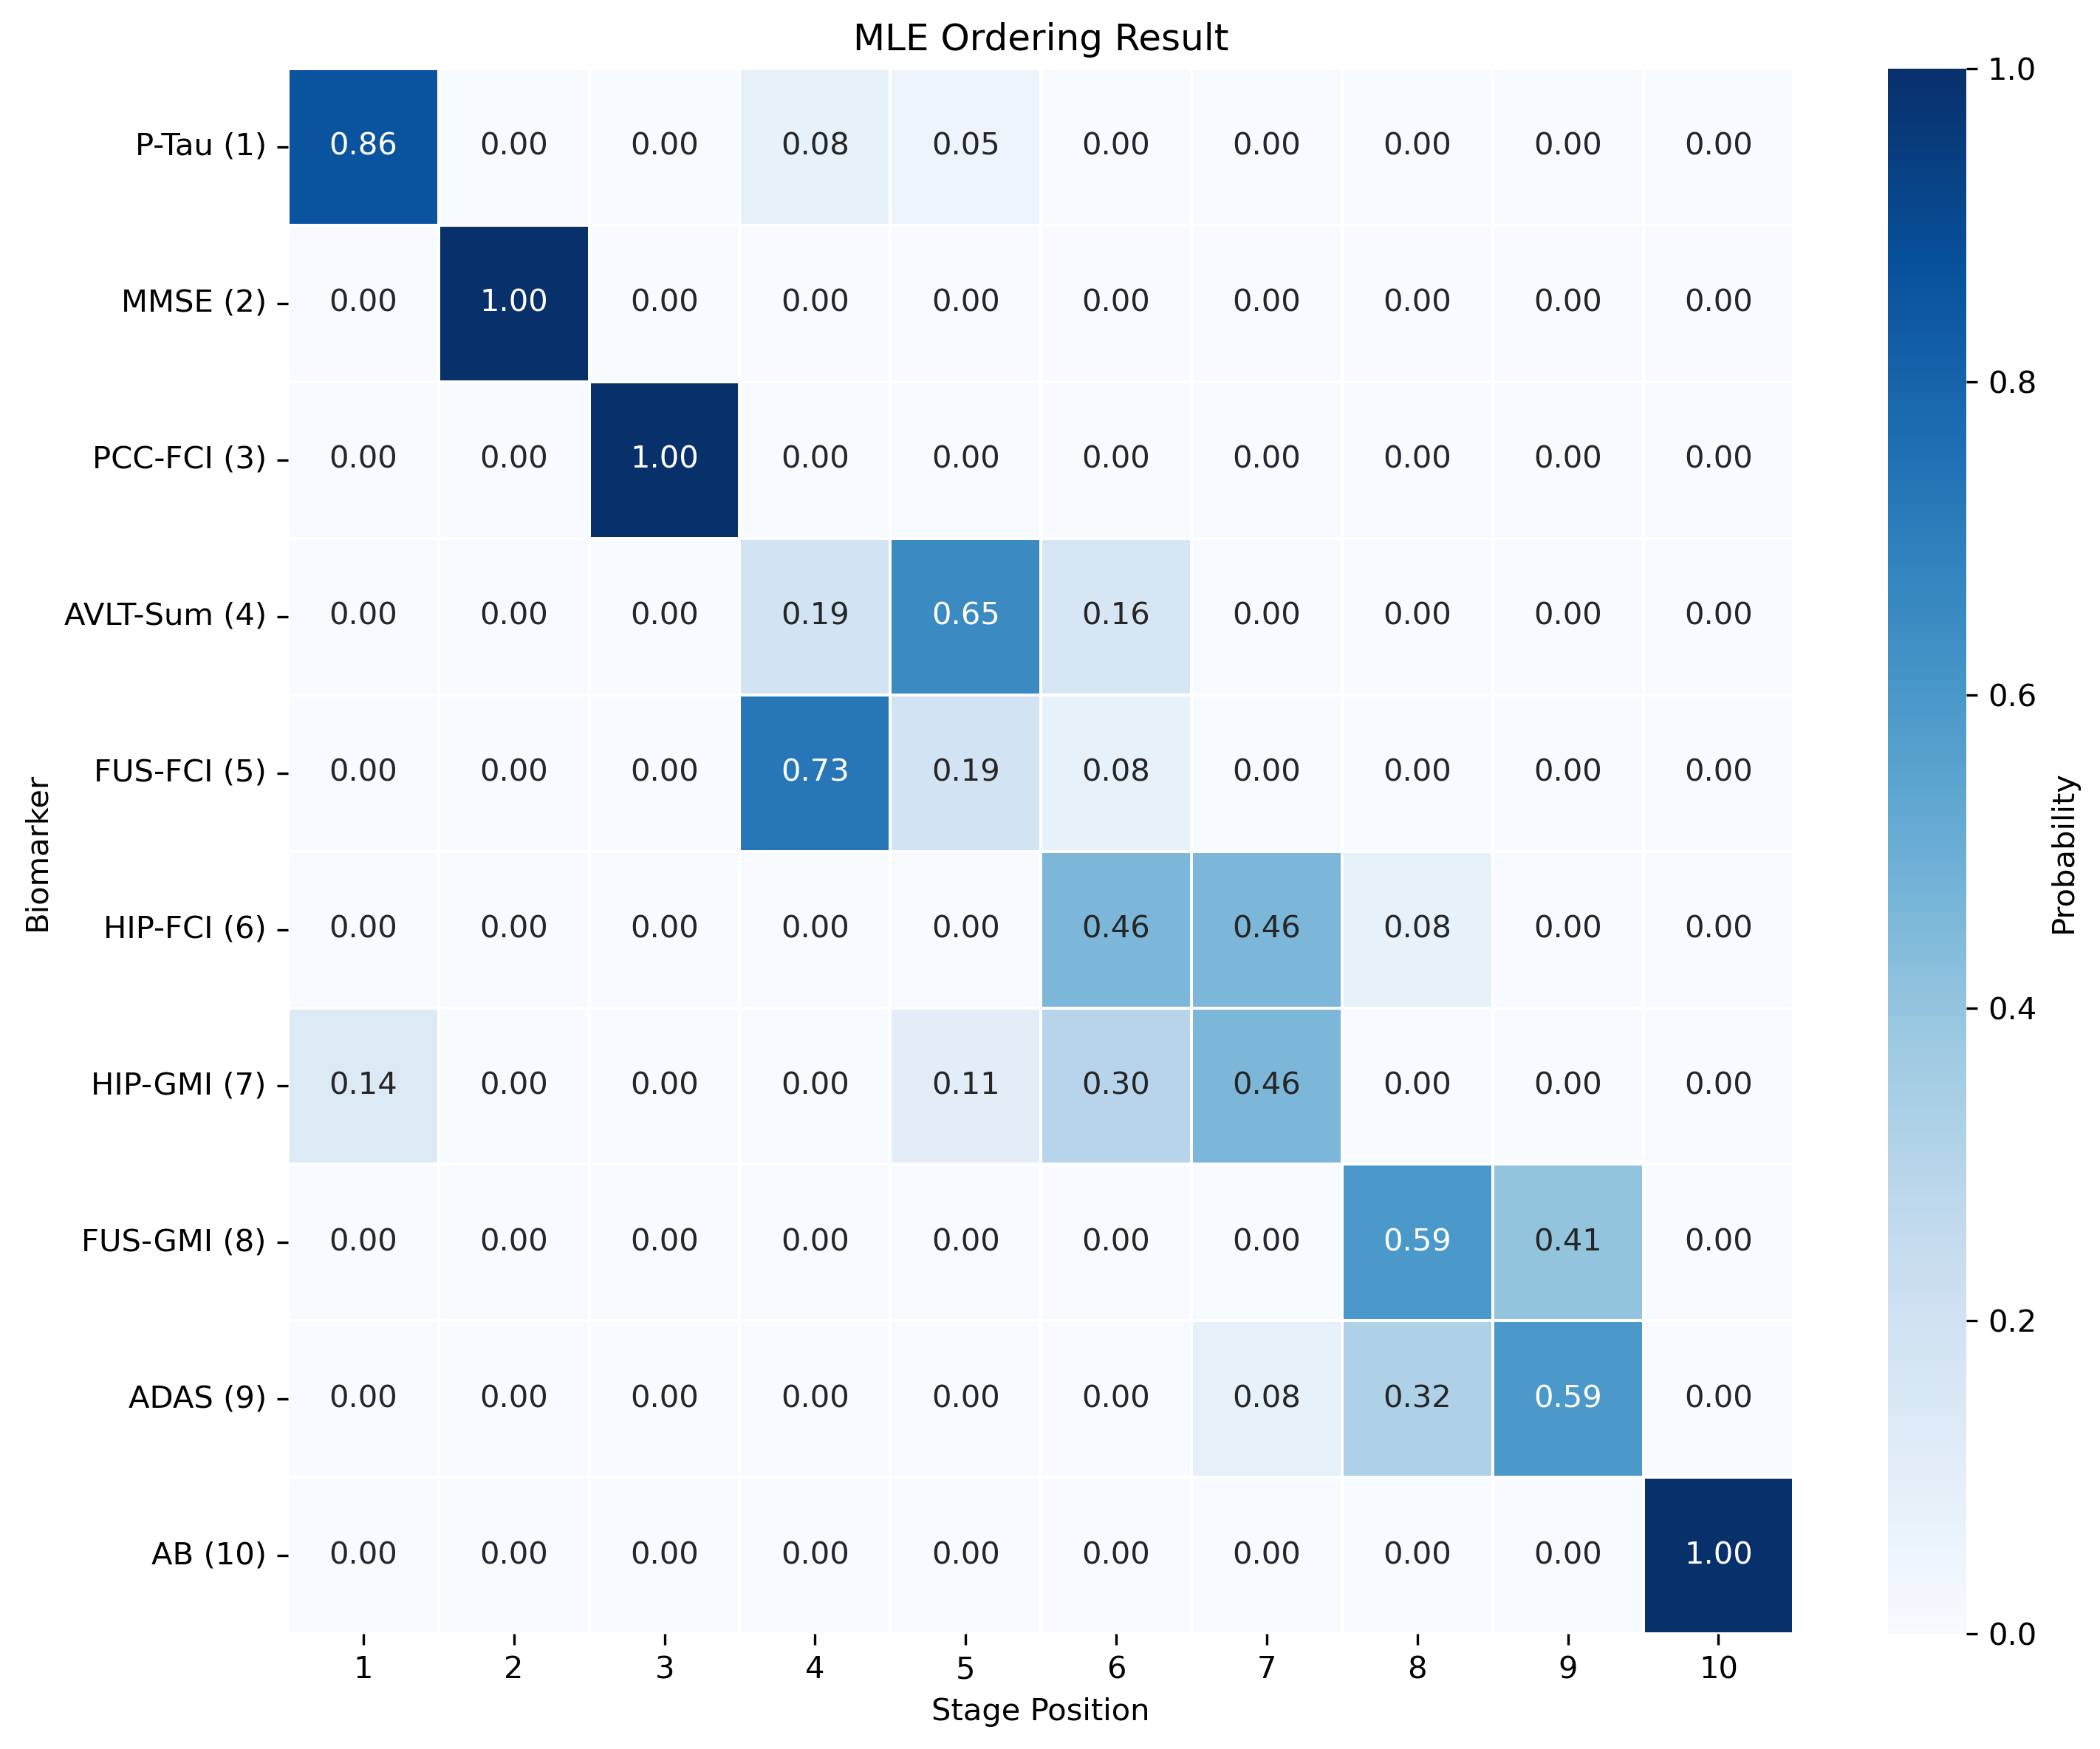 MLE Ordering Result
P-Tau (1) 0.86 0.00 0.00 0.08 0.05 0.00 0.00 0.00 0.00 0.00
MMSE (2) 0.00 1.00 0.00 0.00 0.00 0.00 0.00 0.00 0.00 0.00
PCC-FCI (3) 0.00 0.00 1.00 0.00 0.00 0.00 0.00 0.00 0.00 0.00
AVLT-Sum (4) 0.00 0.00 0.00 0.19 0.65 0.16 0.00 0.00 0.00 0.00
FUS-FCI (5) 0.00 0.00 0.00 0.73 0.19 0.08 0.00 0.00 0.00 0.00
HIP-FCI (6) 0.00 0.00 0.00 0.00 0.00 0.46 0.46 0.08 0.00 0.00
HIP-GMI (7) 0.14 0.00 0.00 0.00 0.11 0.30 0.46 0.00 0.00 0.00
FUS-GMI (8) 0.00 0.00 0.00 0.00 0.00 0.00 0.00 0.59 0.41 0.00
ADAS (9) 0.00 0.00 0.00 0.00 0.00 0.00 0.08 0.32 0.59 0.00
AB (10) 0.00 0.00 0.00 0.00 0.00 0.00 0.00 0.00 0.00 1.00
1 2 3 4 5 6 7 8 9 10
Stage Position
Biomarker
1.0
0.8
0.6
0.4
0.2
0.0
Probability